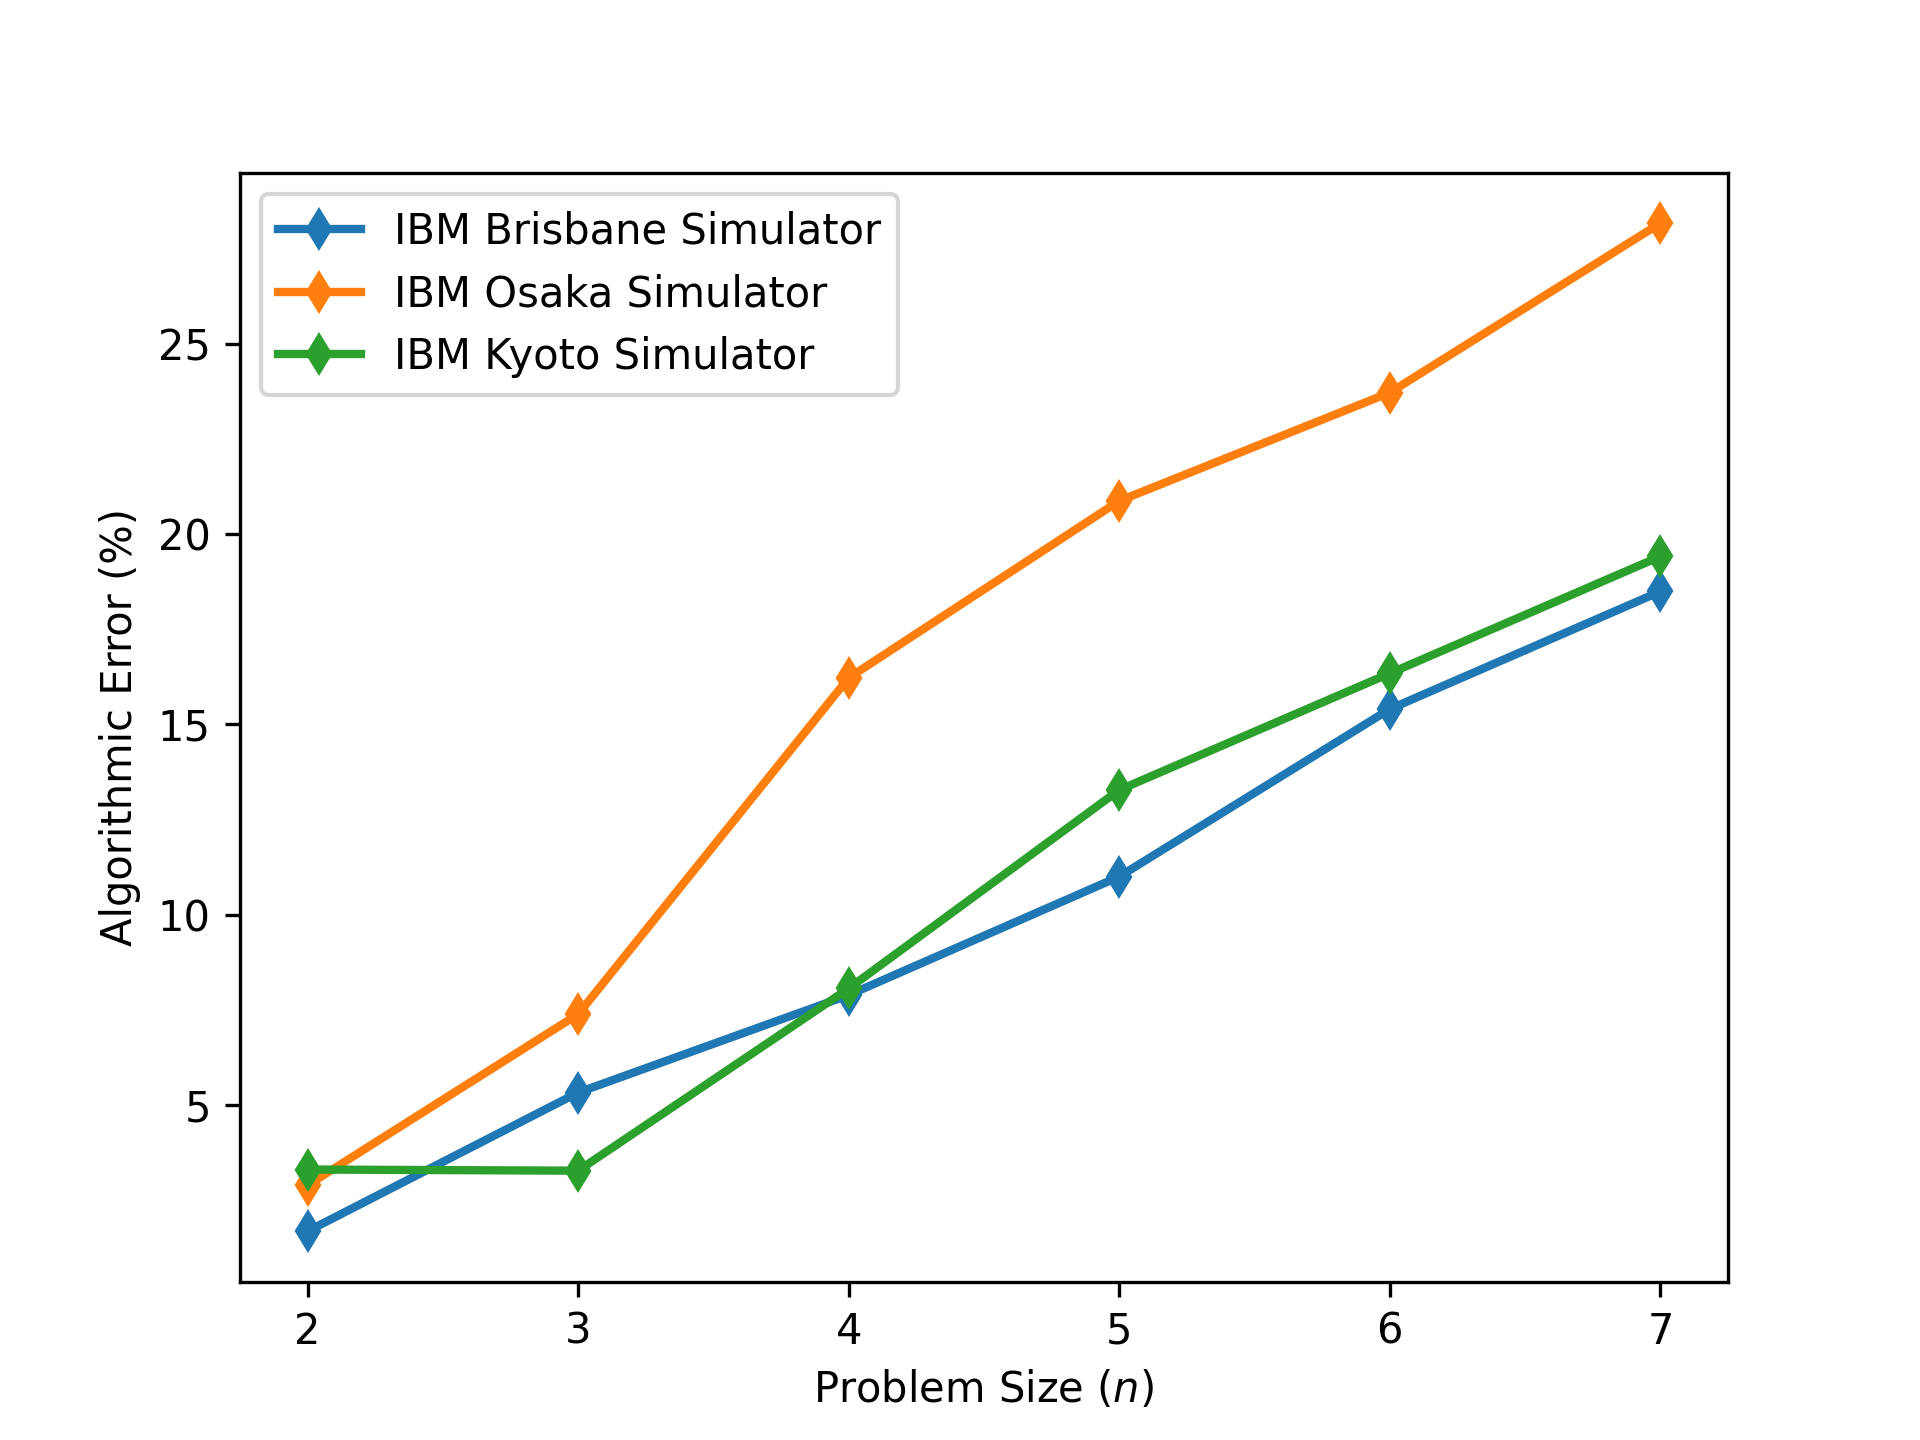 IBM Brisbane Simulator
IBM Osaka Simulator
IBM Kyoto Simulator
Algorithmic Error (%)
25
20
15
10
5
2 3 4 5 6 7
Problem Size (n)